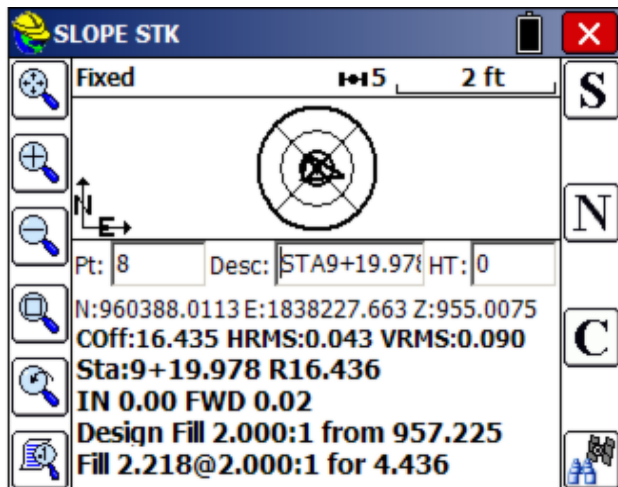 SLOPE STK
Fixed 5 2 ft
S
N
E
N
Pt: 8 Desc: STA9+19.978 HT: 0
N:960388.0113 E:1838227.663 Z:955.0075
COff:16.435 HRMS:0.043 VRMS:0.090
C
Sta:9+19.978 R16.436
IN 0.00 FWD 0.02
Design Fill 2.000:1 from 957.225
Fill 2.218@2.000:1 for 4.436